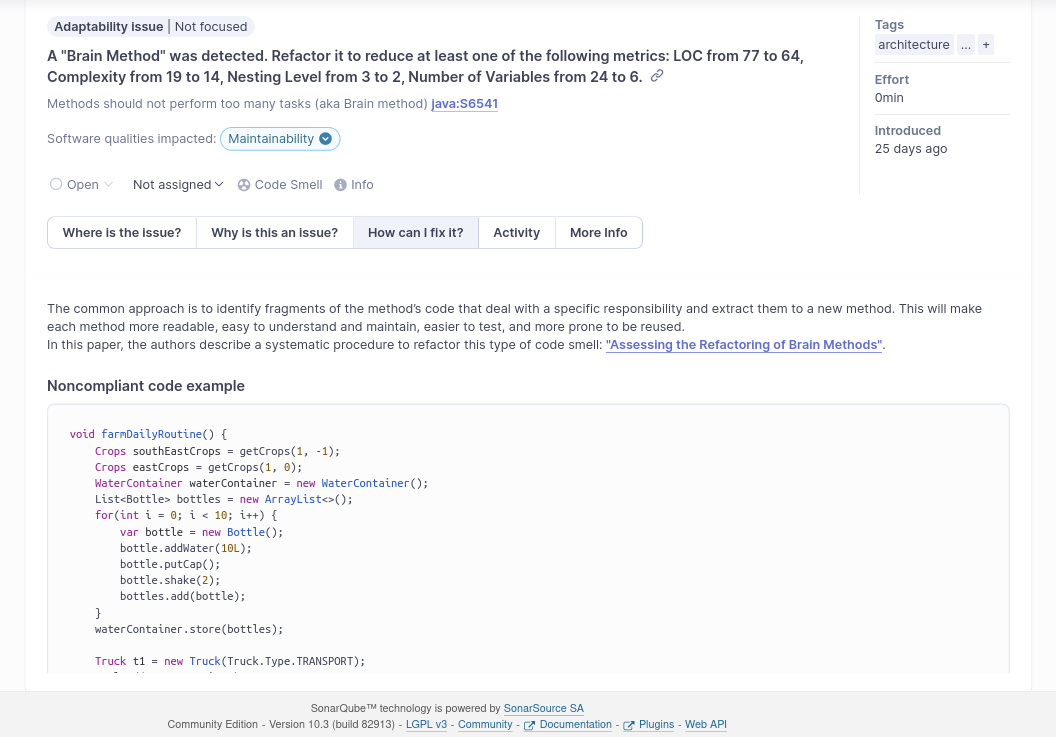 Adaptability issue | Not focused
A "Brain Method" was detected. Refactor it to reduce at least one of the following metrics: LOC from 77 to 64,
Complexity from 19 to 14, Nesting Level from 3 to 2, Number of Variables from 24 to 6.
Methods should not perform too many tasks (aka Brain method) java:S6541
Software qualities impacted: Maintainability
Open Not assigned Code Smell Info
Tags
architecture ... +
Effort
0min
Introduced
25 days ago
Where is the issue? Why is this an issue? How can I fix it? Activity More Info
The common approach is to identify fragments of the method's code that deal with a specific responsibility and extract them to a new method. This will make
each method more readable, easy to understand and maintain, easier to test, and more prone to be reused.
In this paper, the authors describe a systematic procedure to refactor this type of code smell: "Assessing the Refactoring of Brain Methods".
Noncompliant code example
void farmDailyRoutine() {
    Crops southEastCrops = getCrops(1, -1);
    Crops eastCrops = getCrops(1, 0);
    WaterContainer waterContainer = new WaterContainer();
    List<Bottle> bottles = new ArrayList<>();
    for(int i = 0; i < 10; i++) {
        var bottle = new Bottle();
        bottle.addWater(10L);
        bottle.putCap();
        bottle.shake(2);
        bottles.add(bottle);
    }
    waterContainer.store(bottles);
    Truck t1 = new Truck(Truck.Type.TRANSPORT);
SonarQube™ technology is powered by SonarSource SA
Community Edition - Version 10.3 (build 82913) - LGPL v3 - Community - Documentation - Plugins - Web API